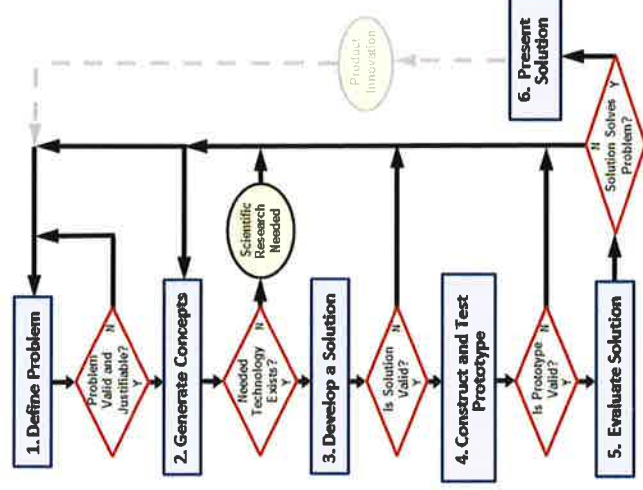 1. Define Problem
Problem
Valid and
Justifiable?
N
Y
2. Generate Concepts
Needed
Technology
Exists?
N
Y
Scientific
Research
Needed
3. Develop a Solution
Is Solution
Valid?
N
Y
4. Construct and Test
Prototype
Is Prototype
Valid?
N
Y
5. Evaluate Solution
N
Solution Solves
Problem?
Y
6. Present
Solution
Product
Innovation